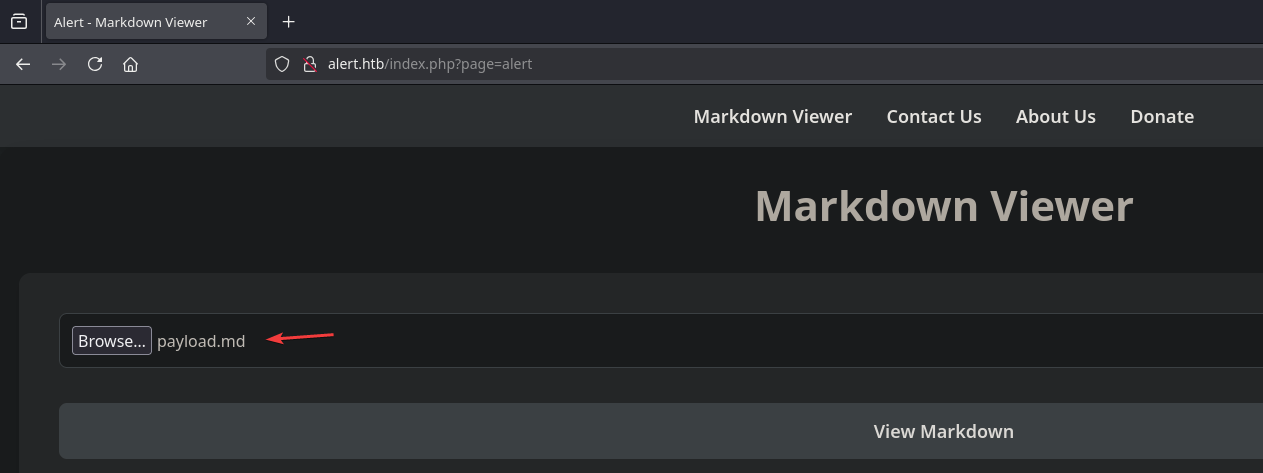 Alert - Markdown Viewer
alert.htb/index.php?page=alert
Markdown Viewer Contact Us About Us Donate
Markdown Viewer
Browse... payload.md
View Markdown